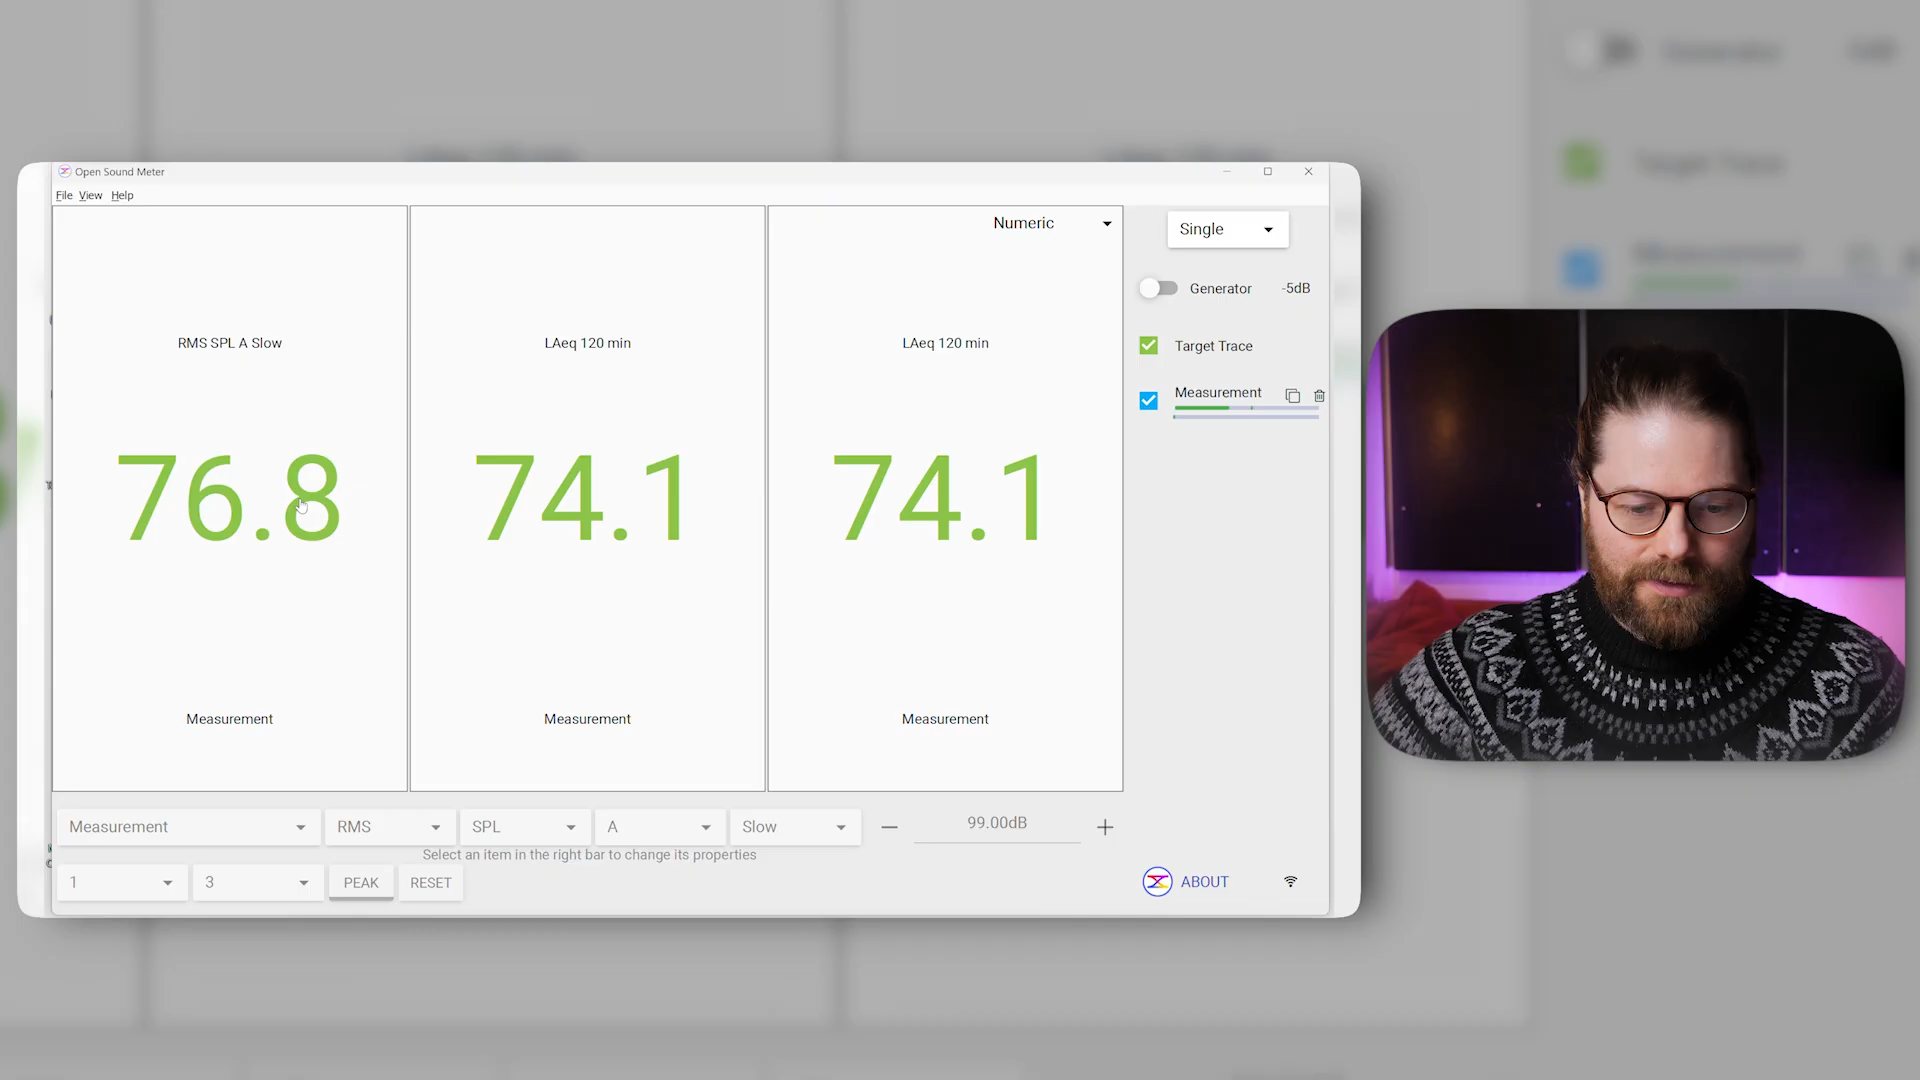 Open Sound Meter
File View Help
Numeric
Single
RMS SPL A Slow
LAeq 120 min
LAeq 120 min
Generator -5dB
Target Trace
Measurement
76.8
74.1
74.1
Measurement
Measurement
Measurement
Measurement
RMS
SPL
A
Slow
99.00dB
Select an item in the right bar to change its properties
1
3
PEAK
RESET
ABOUT